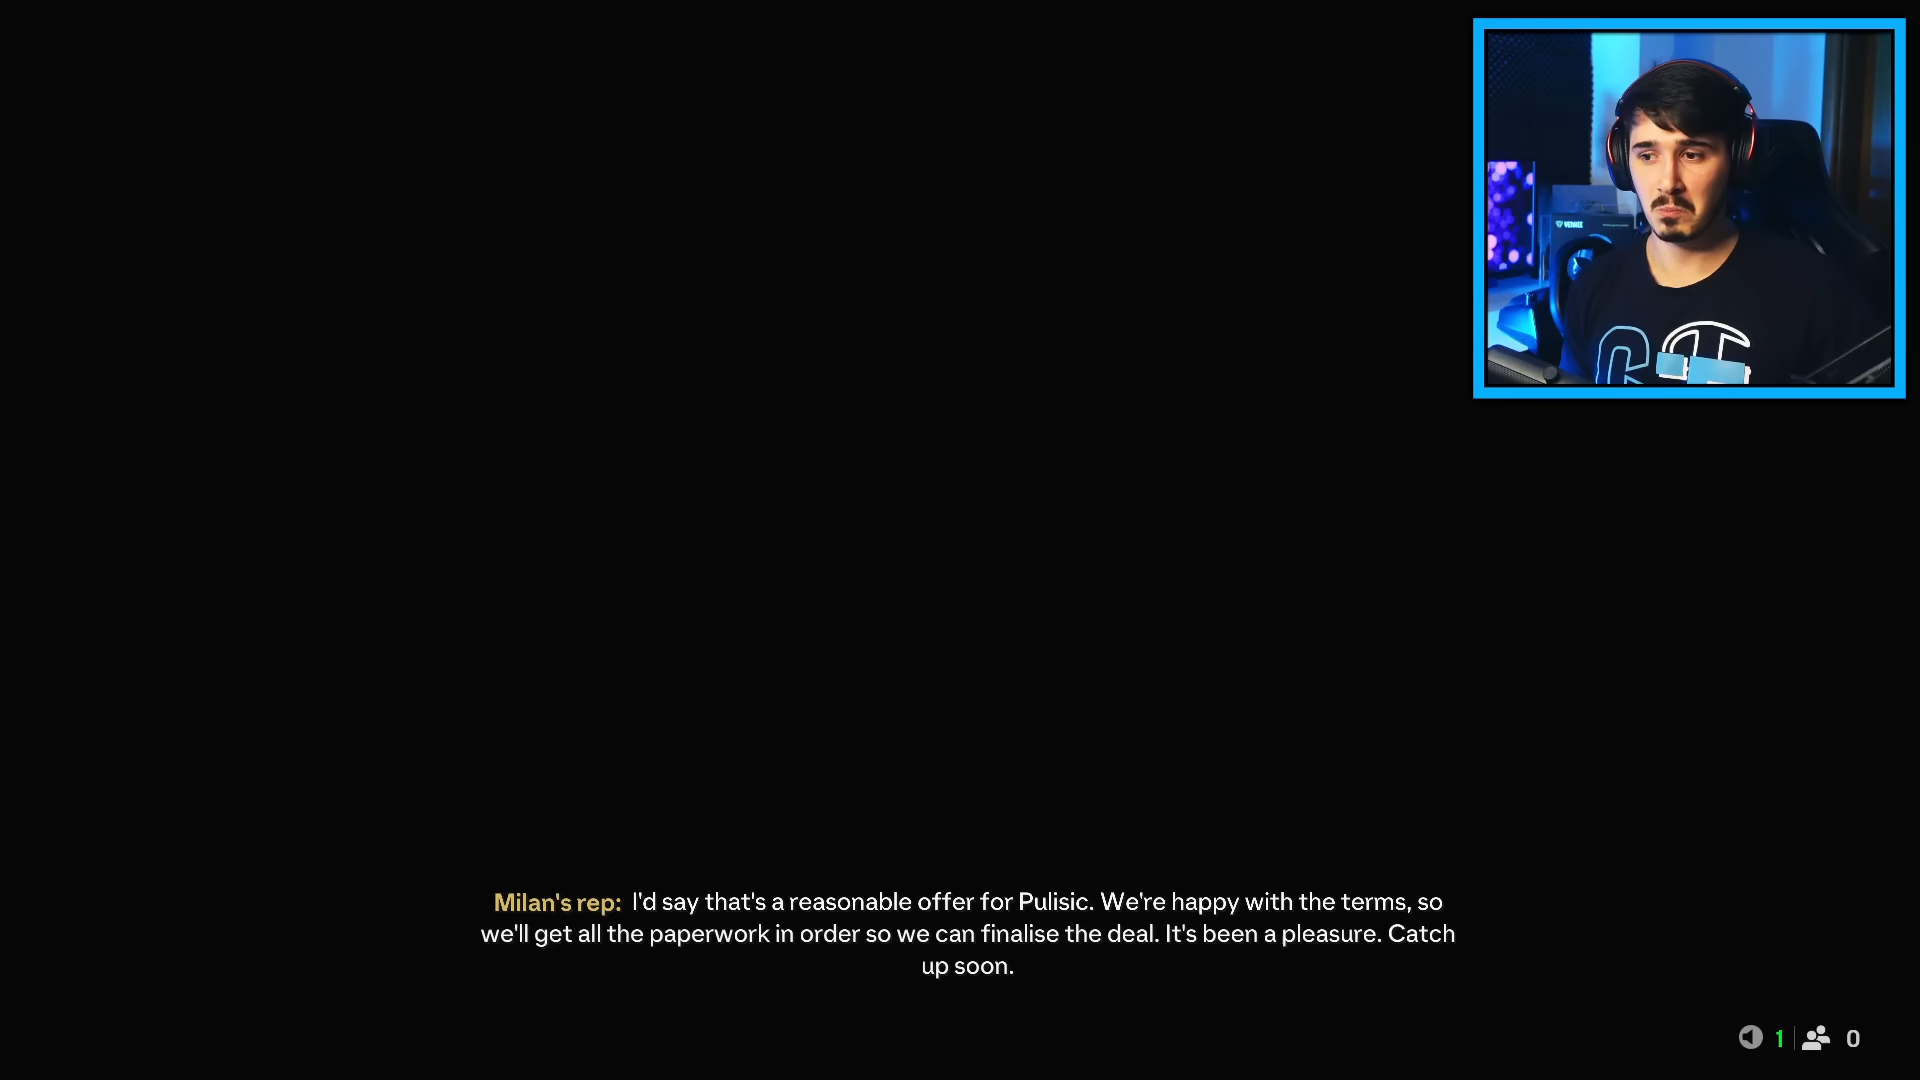 VERNEE
C
Milan's rep: I'd say that's a reasonable offer for Pulisic. We're happy with the terms, so
we'll get all the paperwork in order so we can finalise the deal. It's been a pleasure. Catch
up soon.
1 0